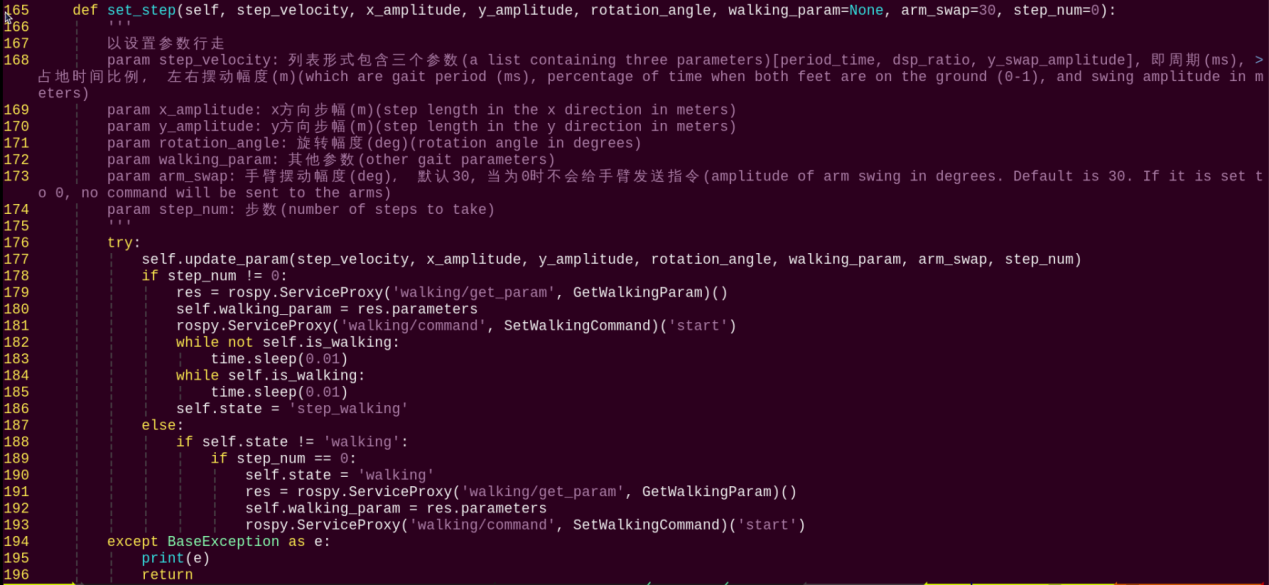 165     def set_step(self, step_velocity, x_amplitude, y_amplitude, rotation_angle, walking_param=None, arm_swap=30, step_num=0):
166         '''
167         以设置参数行走
168         param step_velocity: 列表形式包含三个参数(a list containing three parameters)[period_time, dsp_ratio, y_swap_amplitude], 即周期(ms), >
占地时间比例, 左右摆动幅度(m)(which are gait period (ms), percentage of time when both feet are on the ground (0-1), and swing amplitude in m
eters)
169         param x_amplitude: x方向步幅(m)(step length in the x direction in meters)
170         param y_amplitude: y方向步幅(m)(step length in the y direction in meters)
171         param rotation_angle: 旋转幅度(deg)(rotation angle in degrees)
172         param walking_param: 其他参数(other gait parameters)
173         param arm_swap: 手臂摆动幅度(deg), 默认30, 当为0时不会给手臂发送指令(amplitude of arm swing in degrees. Default is 30. If it is set t
o 0, no command will be sent to the arms)
174         param step_num: 步数(number of steps to take)
175         '''
176         try:
177             self.update_param(step_velocity, x_amplitude, y_amplitude, rotation_angle, walking_param, arm_swap, step_num)
178             if step_num != 0:
179                 res = rospy.ServiceProxy('walking/get_param', GetWalkingParam)()
180                 self.walking_param = res.parameters
181                 rospy.ServiceProxy('walking/command', SetWalkingCommand)('start')
182                 while not self.is_walking:
183                     time.sleep(0.01)
184                 while self.is_walking:
185                     time.sleep(0.01)
186                 self.state = 'step_walking'
187             else:
188                 if self.state != 'walking':
189                     if step_num == 0:
190                         self.state = 'walking'
191                         res = rospy.ServiceProxy('walking/get_param', GetWalkingParam)()
192                         self.walking_param = res.parameters
193                         rospy.ServiceProxy('walking/command', SetWalkingCommand)('start')
194         except BaseException as e:
195             print(e)
196             return